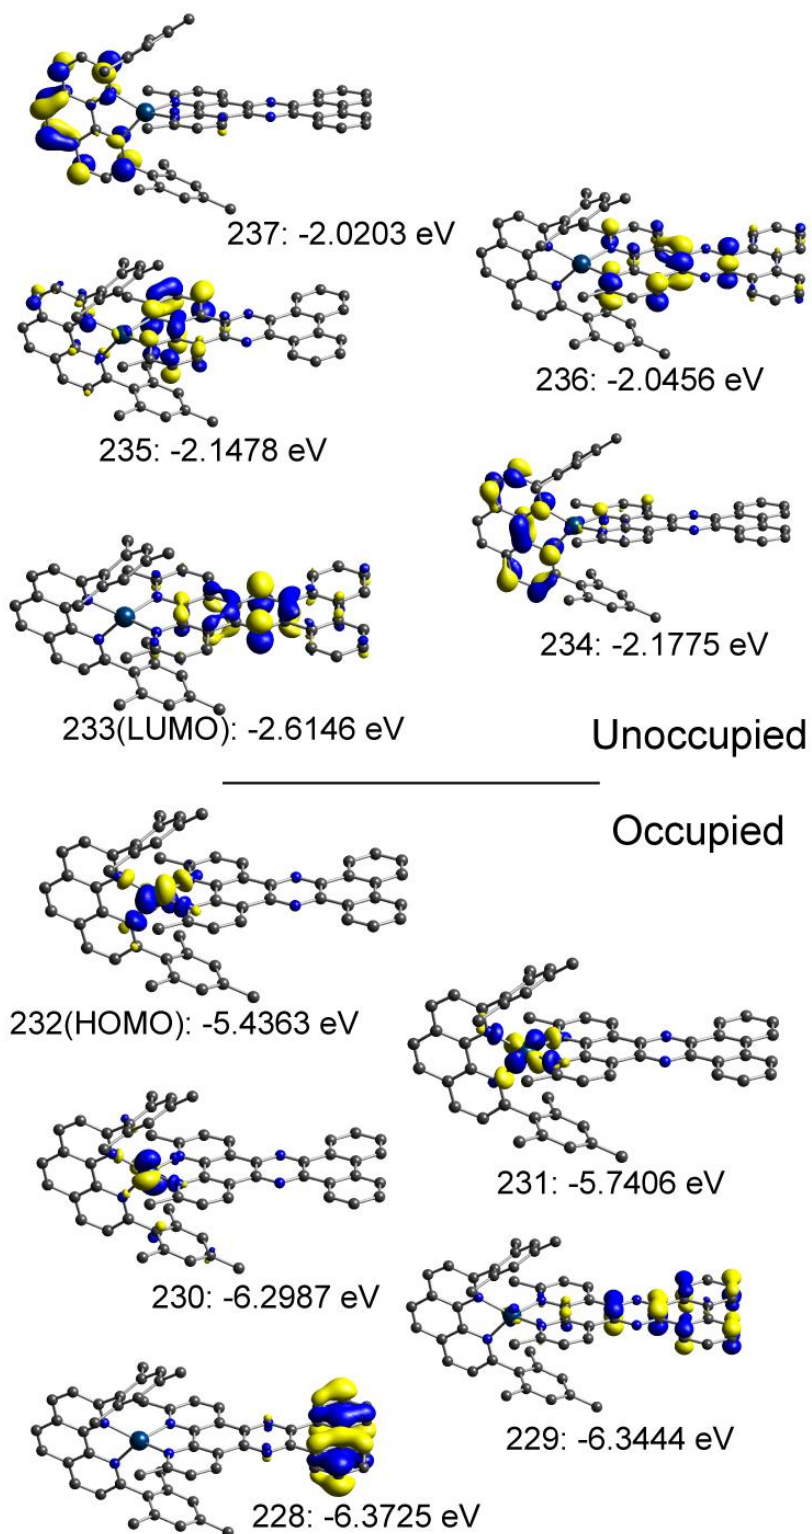 237: -2.0203 eV
236: -2.0456 eV
235: -2.1478 eV
234: -2.1775 eV
233(LUMO): -2.6146 eV
Unoccupied
Occupied
232(HOMO): -5.4363 eV
231: -5.7406 eV
230: -6.2987 eV
229: -6.3444 eV
228: -6.3725 eV